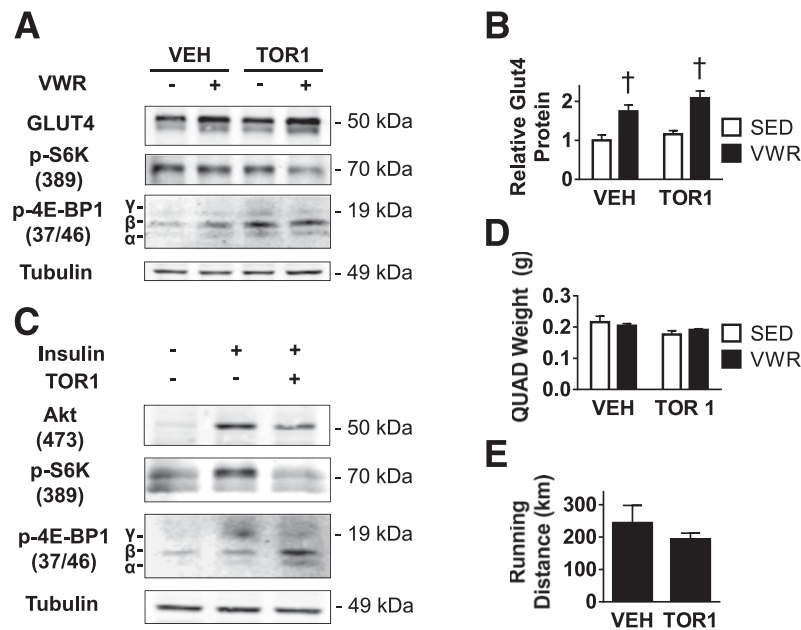 A
VEH TOR1
VWR - + - +
GLUT4 - 50 kDa
p-S6K
(389) - 70 kDa
p-4E-BP1
(37/46) γ- β- α- - 19 kDa
Tubulin - 49 kDa
B
Relative Glut4
Protein
2
1
0
†
†
VEH TOR1
SED
VWR
C
Insulin - + +
TOR1 - - +
Akt
(473) - 50 kDa
p-S6K
(389) - 70 kDa
p-4E-BP1
(37/46) γ- β- α- - 19 kDa
Tubulin - 49 kDa
D
QUAD Weight (g)
0.3
0.2
0.1
0.0
VEH TOR 1
SED
VWR
E
Running
Distance (km)
300
200
100
0
VEH TOR1